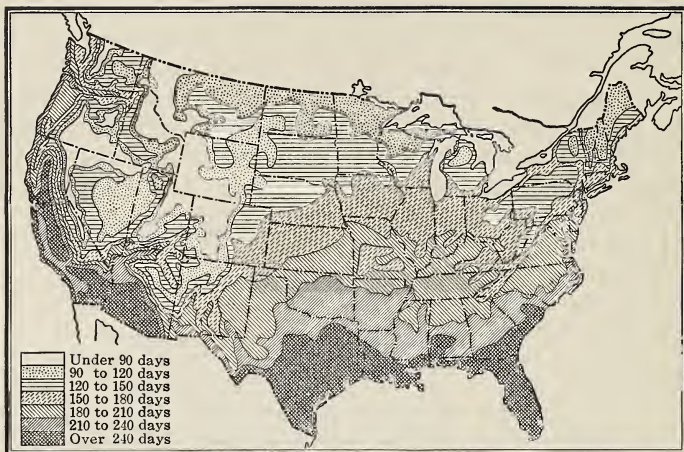 Under 90 days
90 to 120 days
120 to 150 days
150 to 180 days
180 to 210 days
210 to 240 days
Over 240 days